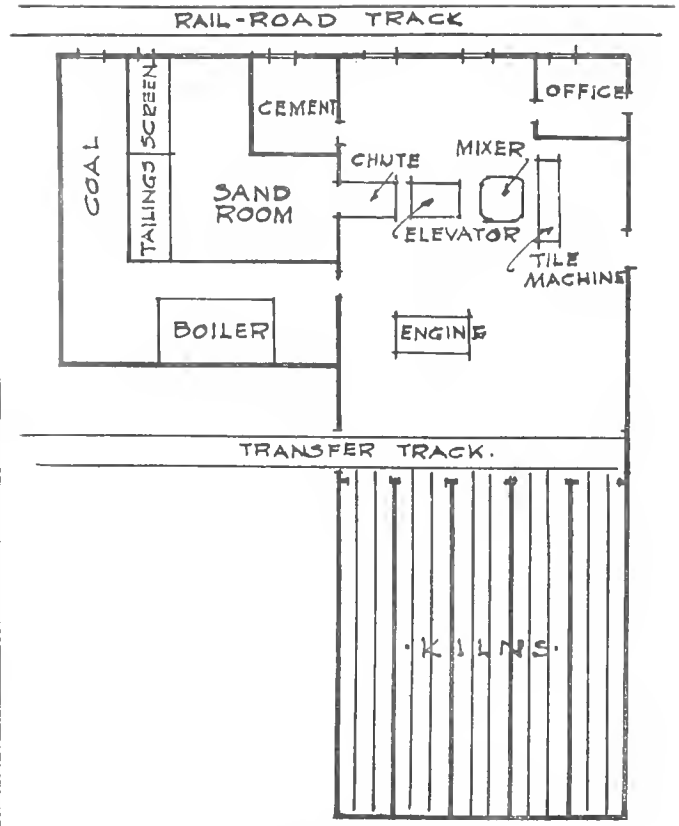 RAIL-ROAD TRACK
COAL
SCREEN
TAILINGS
CEMENT
OFFICE
SAND
ROOM
CHUTE
MIXER
ELEVATOR
TILE
MACHINE
BOILER
ENGINE
TRANSFER TRACK.
·KILNS·